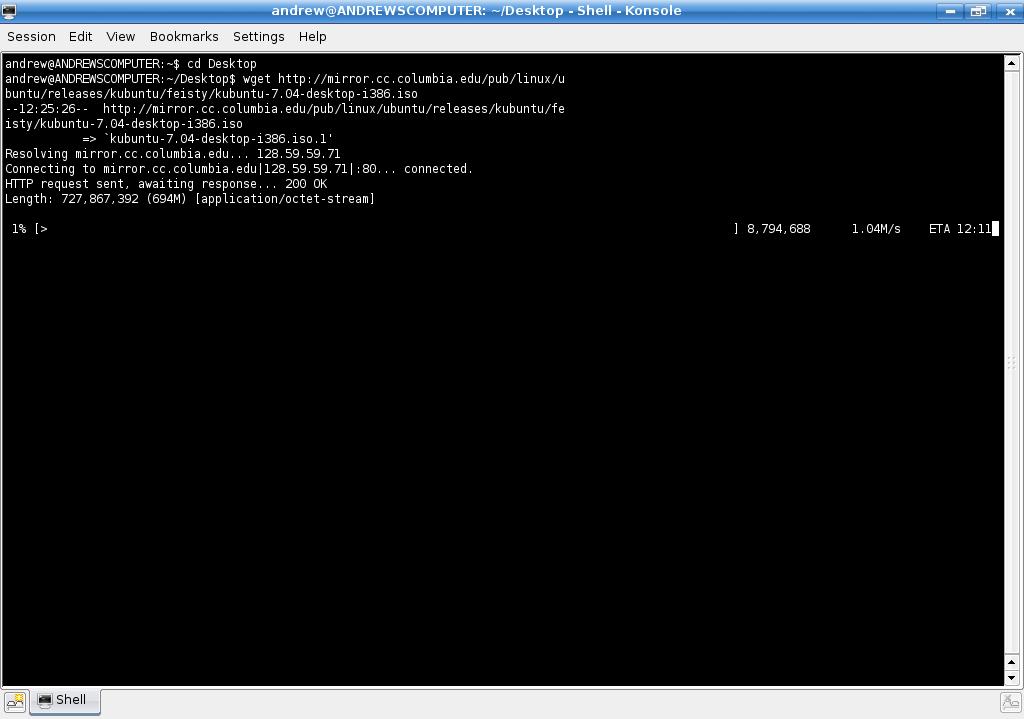 andrew@ANDREWSCOMPUTER: ~/Desktop - Shell - Konsole
Session Edit View Bookmarks Settings Help
andrew@ANDREWSCOMPUTER:~$ cd Desktop
andrew@ANDREWSCOMPUTER:~/Desktop$ wget http://mirror.cc.columbia.edu/pub/linux/u
buntu/releases/kubuntu/feisty/kubuntu-7.04-desktop-i386.iso
--12:25:26--  http://mirror.cc.columbia.edu/pub/linux/ubuntu/releases/kubuntu/fe
isty/kubuntu-7.04-desktop-i386.iso
           => `kubuntu-7.04-desktop-i386.iso.1'
Resolving mirror.cc.columbia.edu... 128.59.59.71
Connecting to mirror.cc.columbia.edu|128.59.59.71|:80... connected.
HTTP request sent, awaiting response... 200 OK
Length: 727,867,392 (694M) [application/octet-stream]
 1% [>                                 ] 8,794,688      1.04M/s    ETA 12:11
Shell